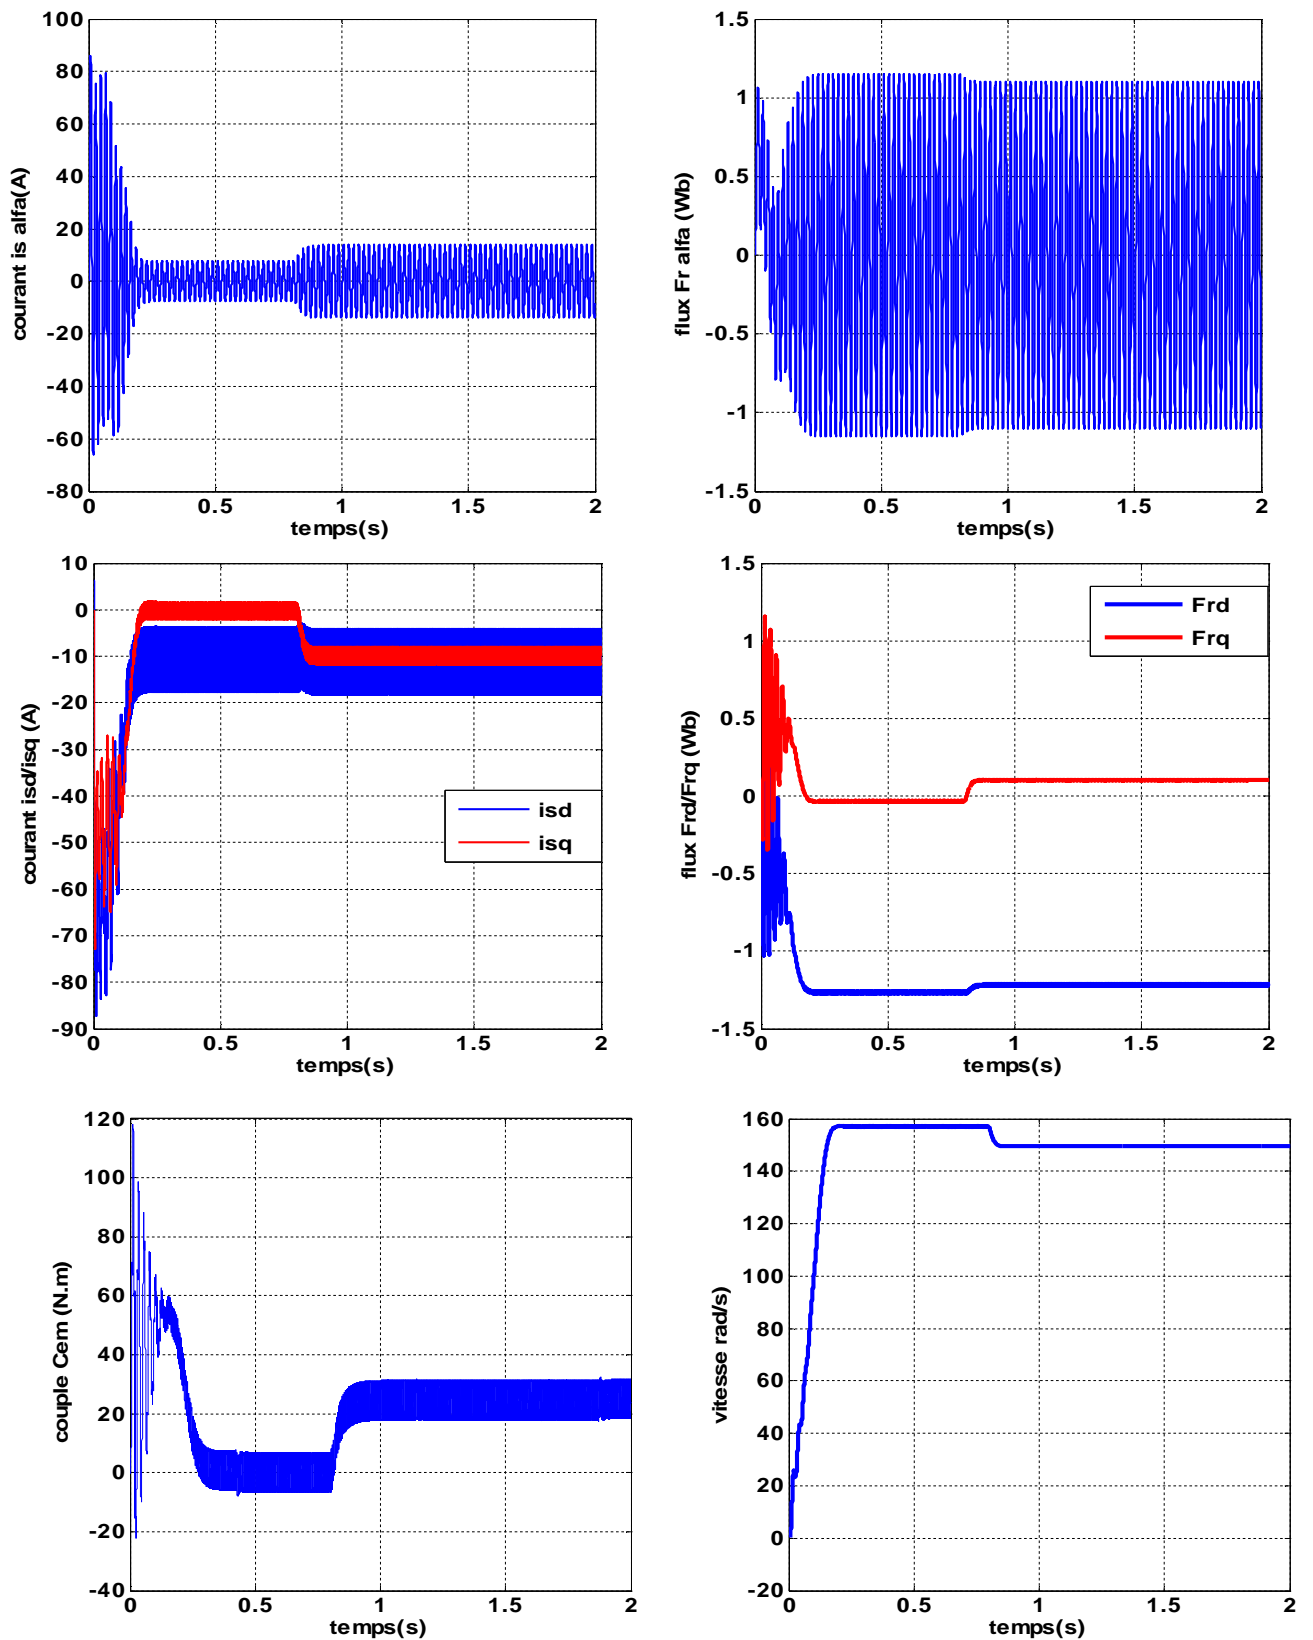 100
80
60
40
20
0
-20
-40
-60
-80
courant is alfa(A)
0 0.5 1 1.5 2
temps(s)
1.5
1
0.5
0
-0.5
-1
-1.5
flux Fr alfa (Wb)
0 0.5 1 1.5 2
temps(s)
10
0
-10
-20
-30
-40
-50
-60
-70
-80
-90
courant isd/isq (A)
isd
isq
0 0.5 1 1.5 2
temps(s)
1.5
1
0.5
0
-0.5
-1
-1.5
flux Frd/Frq (Wb)
Frd
Frq
0 0.5 1 1.5 2
temps(s)
120
100
80
60
40
20
0
-20
-40
couple Cem (N.m)
0 0.5 1 1.5 2
temps(s)
160
140
120
100
80
60
40
20
0
-20
vitesse rad/s)
0 0.5 1 1.5 2
temps(s)